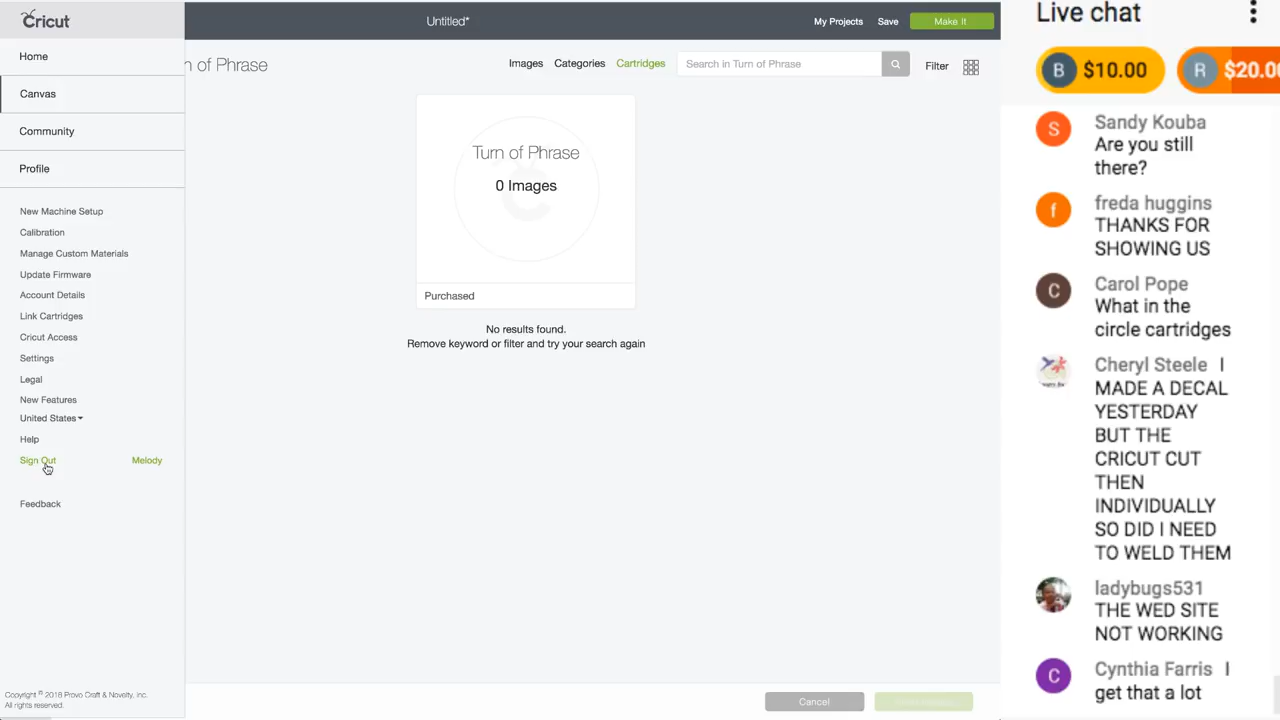 Cricut
Home
Canvas
Community
Profile
New Machine Setup
Calibration
Manage Custom Materials
Update Firmware
Account Details
Link Cartridges
Cricut Access
Settings
Legal
New Features
United States
Help
Sign Out
Melody
Feedback
Copyright © 2018 Provo Craft & Novelty, inc.
All rights reserved.
Untitled*
My Projects
Save
Make It
n of Phrase
Images
Categories
Cartridges
Search in Turn of Phrase
Filter
Turn of Phrase
0 Images
Purchased
No results found.
Remove keyword or filter and try your search again
Cancel
Live chat
B $10.00
R $20.00
S Sandy Kouba
Are you still
there?
f freda huggins
THANKS FOR
SHOWING US
C Carol Pope
What in the
circle cartridges
Cheryl Steele I
MADE A DECAL
YESTERDAY
BUT THE
CRICUT CUT
THEN
INDIVIDUALLY
SO DID I NEED
TO WELD THEM
ladybugs531
THE WED SITE
NOT WORKING
C Cynthia Farris I
get that a lot